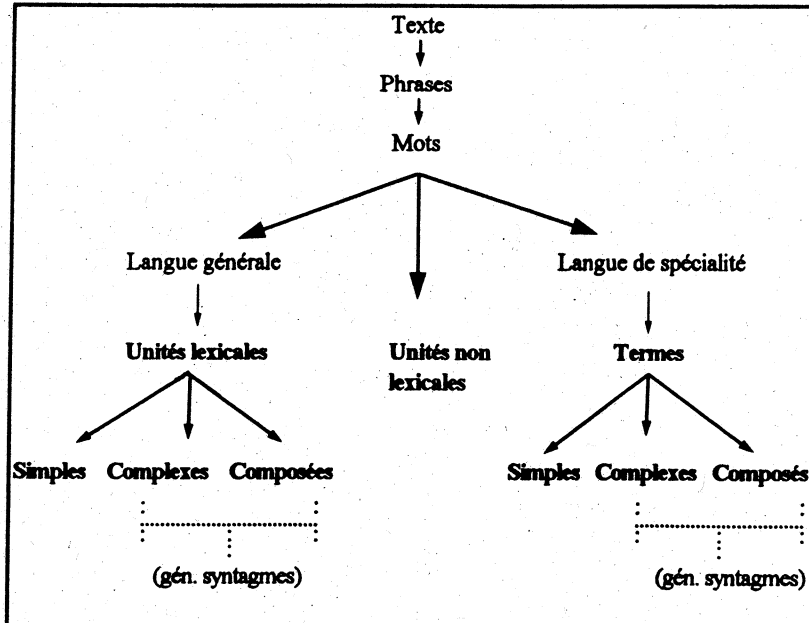 Texte
Phrases
Mots
Langue générale
Langue de spécialité
Unités lexicales
Unités non
lexicales
Termes
Simples Complexes Composées
Simples Complexes Composés
(gén. syntagmes)
(gén. syntagmes)